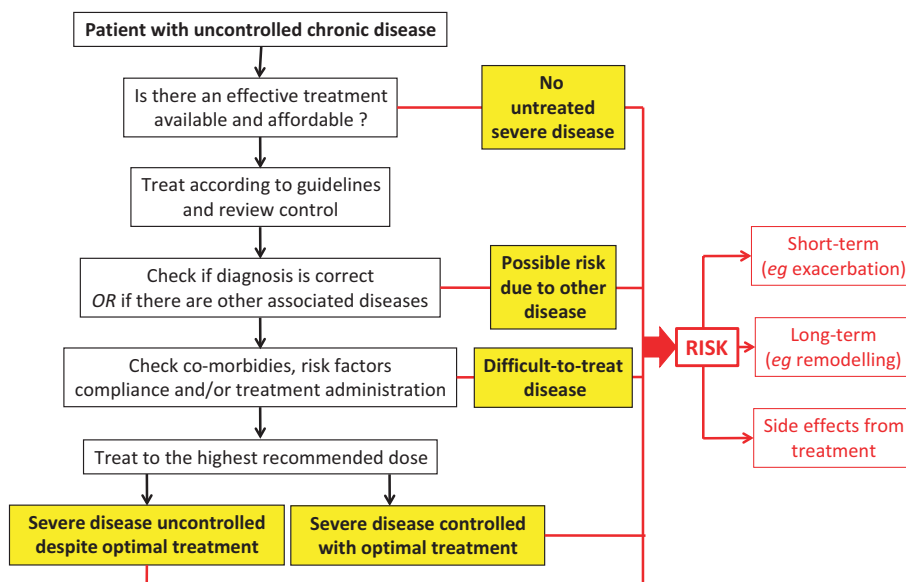 Patient with uncontrolled chronic disease
Is there an effective treatment
available and affordable ?
No
untreated
severe disease
Treat according to guidelines
and review control
Check if diagnosis is correct
OR if there are other associated diseases
Possible risk
due to other
disease
Check co-morbidies, risk factors
compliance and/or treatment administration
Difficult-to-treat
disease
Treat to the highest recommended dose
Severe disease uncontrolled
despite optimal treatment
Severe disease controlled
with optimal treatment
RISK
Short-term
(eg exacerbation)
Long-term
(eg remodelling)
Side effects from
treatment